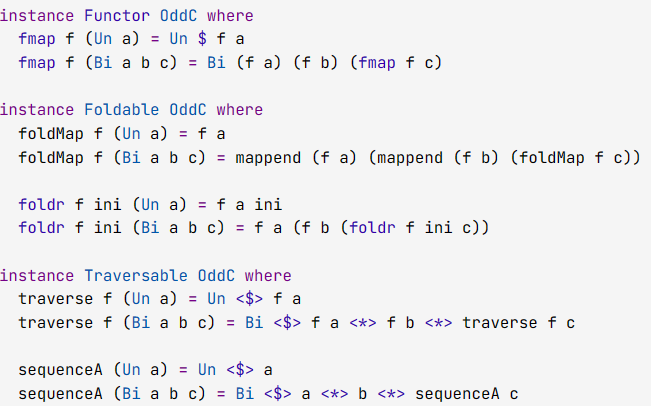 instance Functor OddC where
  fmap f (Un a) = Un $ f a
  fmap f (Bi a b c) = Bi (f a) (f b) (fmap f c)

instance Foldable OddC where
  foldMap f (Un a) = f a
  foldMap f (Bi a b c) = mappend (f a) (mappend (f b) (foldMap f c))

  foldr f ini (Un a) = f a ini
  foldr f ini (Bi a b c) = f a (f b (foldr f ini c))

instance Traversable OddC where
  traverse f (Un a) = Un <$> f a
  traverse f (Bi a b c) = Bi <$> f a <*> f b <*> traverse f c

  sequenceA (Un a) = Un <$> a
  sequenceA (Bi a b c) = Bi <$> a <*> b <*> sequenceA c